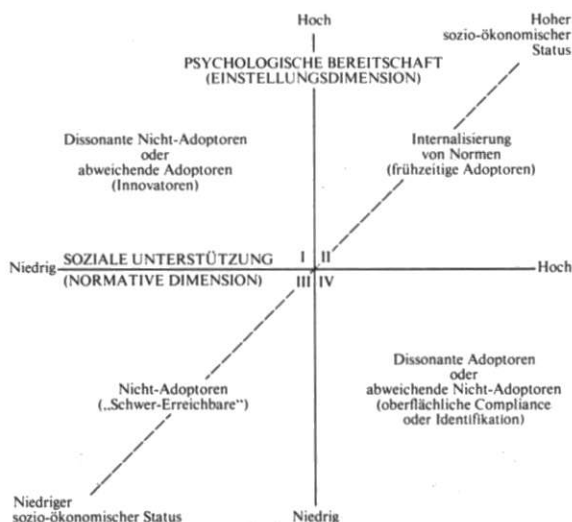 Hoch
Hoher
sozio-ökonomischer
Status
PSYCHOLOGISCHE BEREITSCHAFT
(EINSTELLUNGSDIMENSION)
Dissonante Nicht-Adoptoren
oder
abweichende Adoptoren
(Innovatoren)
Internalisierung
von Normen
(frühzeitige Adoptoren)
Niedrig
SOZIALE UNTERSTÜTZUNG
I II
Hoch
(NORMATIVE DIMENSION)
III IV
Nicht-Adoptoren
(„Schwer-Erreichbare")
Dissonante Adoptoren
oder
abweichende Nicht-Adoptoren
(oberflächliche Compliance
oder Identifikation)
Niedriger
sozio-ökonomischer Status
Niedrig